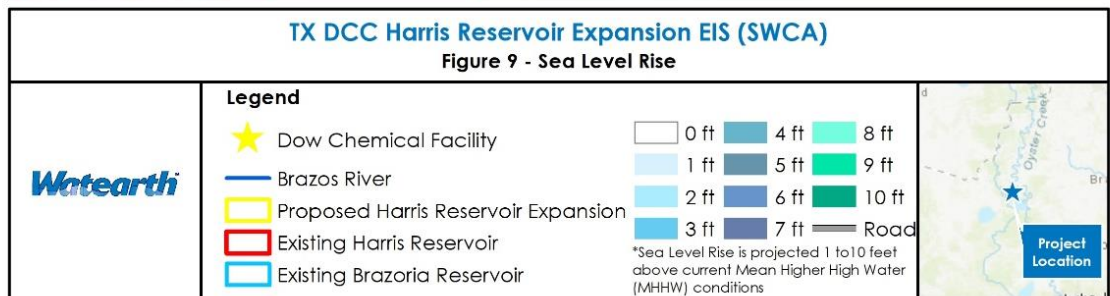 TX DCC Harris Reservoir Expansion EIS (SWCA)
Figure 9 - Sea Level Rise
Watearth
Legend
Dow Chemical Facility
Brazos River
Proposed Harris Reservoir Expansion
Existing Harris Reservoir
Existing Brazoria Reservoir
0 ft 4 ft 8 ft
1 ft 5 ft 9 ft
2 ft 6 ft 10 ft
3 ft 7 ft Road
*Sea Level Rise is projected 1 to10 feet
above current Mean Higher High Water
(MHHW) conditions
Oyster Creek
Br
Project
Location